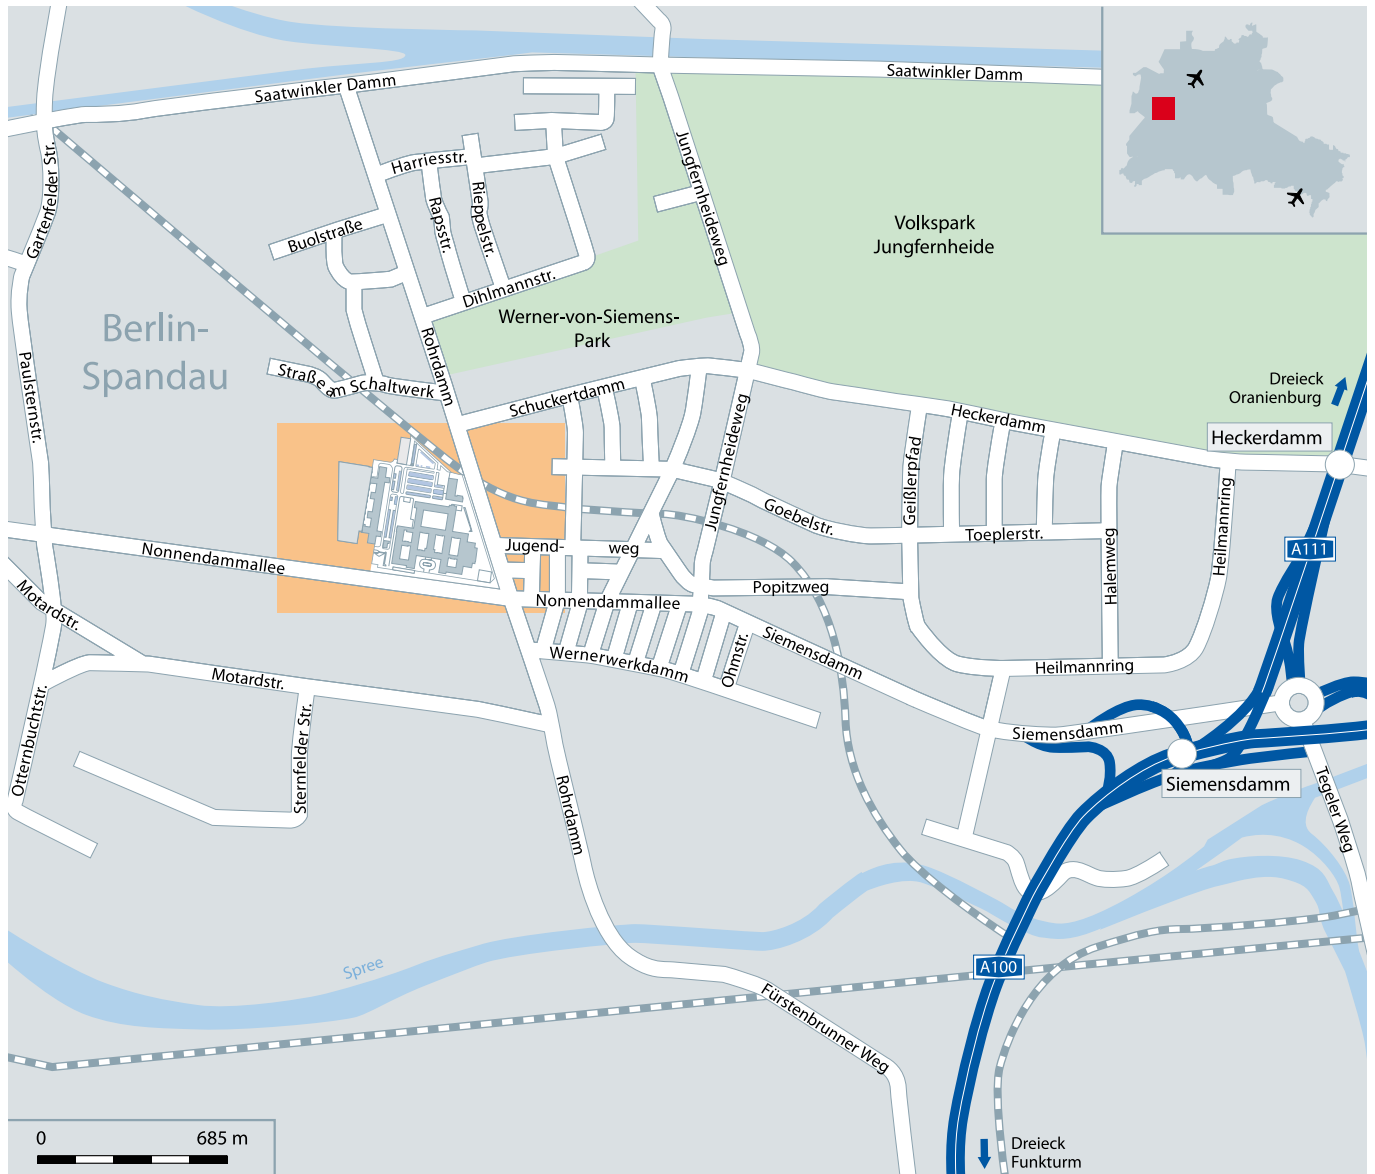 Saatwinkler Damm
Saatwinkler Damm
Gartenfelder Str.
Harriesstr.
Rapsstr.
Rieppelstr.
Jungfernheideweg
Buolstraße
Dihlmannstr.
Volkspark
Jungfernheide
Berlin-
Spandau
Werner-von-Siemens-
Park
Rohrdamm
Paulsternstr.
Straße am Schaltwerk
Schuckertdamm
Jungfernheideweg
Heckerdamm
Dreieck
Oranienburg
Heckerdamm
Geißlerpfad
Goebelstr.
Toeplerstr.
Halemweg
Heilmannring
A111
Nonnendammallee
Jugend-
weg
Popitzweg
Nonnendammallee
Motardstr.
Siemensdamm
Wernerwerkdamm
Ohmstr.
Heilmannring
Motardstr.
Otternbuchtstr.
Sternfelder Str.
Siemensdamm
Siemensdamm
Tegeler Weg
Rohrdamm
Spree
A100
Fürstenbrunner Weg
0
685 m
Dreieck
Funkturm